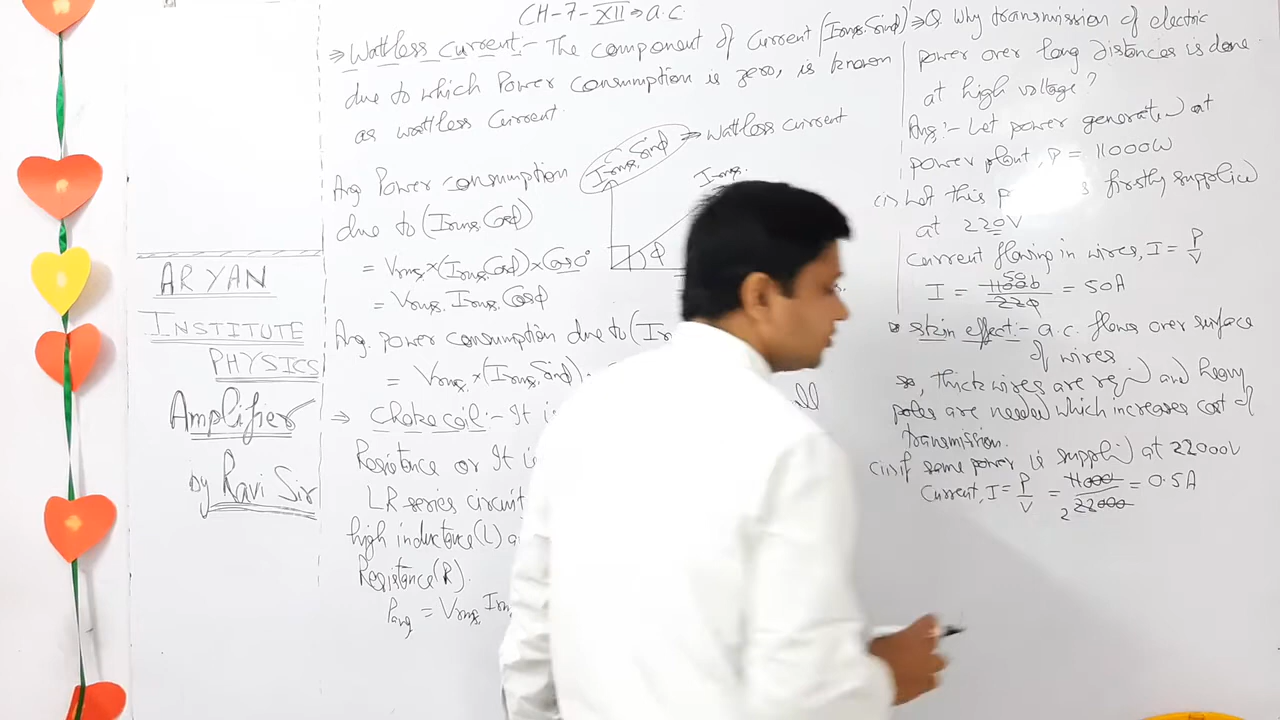 CH-7-XII → a.c.
⇒ Wattless current:- The component of current (Irms. Sinϕ)
due to which Power consumption is zero, is known
as wattless current.
Irms. Sinϕ ⇒ wattless current
Irms.
ϕ
Avg Power consumption
due to (Irms. Cosϕ)
= Vrms × (Irms. Cosϕ) × Cos0°
= Vrms. Irms. Cosϕ
Avg. power consumption due to (Ir
= Vrms. × (Irms. Sinϕ)
⇒ Choke coil:- It is
Resistance or It is
LR series circuit
high inductance (L) a
Resistance (R).
Pavg = Vrms Irm
ARYAN
INSTITUTE
PHYSICS
Amplifier
by Ravi Sir
⇒ Q. Why transmission of electric
power over long distances is done
at high voltage?
Ans:- Let power generated at
power plant, P = 11000W
(i) Let this p s firstly supplied
at 220V
current flowing in wires, I = P/V
I = 11000/220 = 50A
skin effect:- a.c. flows over surface
of wires
so, thick wires are reqd and heavy
poles are needed which increases cost of
transmission.
(ii) if same power is supplied at 22000V
Current, I = P/V = 11000/22000 = 0.5A